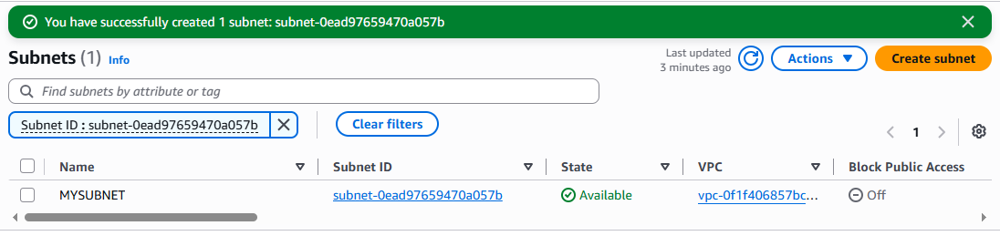 You have successfully created 1 subnet: subnet-0ead97659470a057b
Subnets (1) Info
Last updated
3 minutes ago
Actions
Create subnet
Find subnets by attribute or tag
Subnet ID : subnet-0ead97659470a057b
Clear filters
1
Name Subnet ID State VPC Block Public Access
MYSUBNET subnet-0ead97659470a057b Available vpc-0f1f406857bc... Off